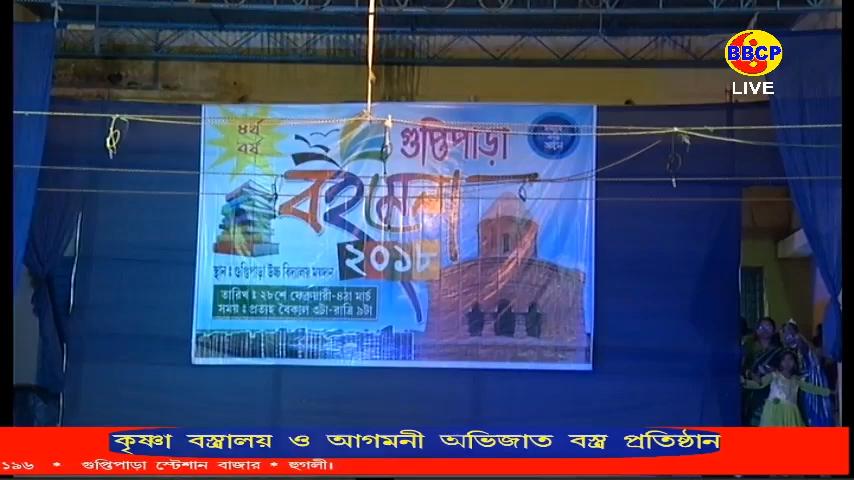 BBCP
LIVE
৪র্থ
বর্ষ
গুপ্তিপাড়া
বইমেলা
২০১৮
স্থান : গুপ্তিপাড়া উচ্চ বিদ্যালয় ময়দান
তারিখ : ২৮শে ফেব্রুয়ারী-৪ঠা মার্চ
সময় : প্রত্যহ বৈকাল ৩টা-রাত্রি ৯টা
কৃষ্ণা বস্ত্রালয় ও আগমনী অভিজাত বস্ত্র প্রতিষ্ঠান
১৯৬ * গুপ্তিপাড়া স্টেশান বাজার * হুগলী।